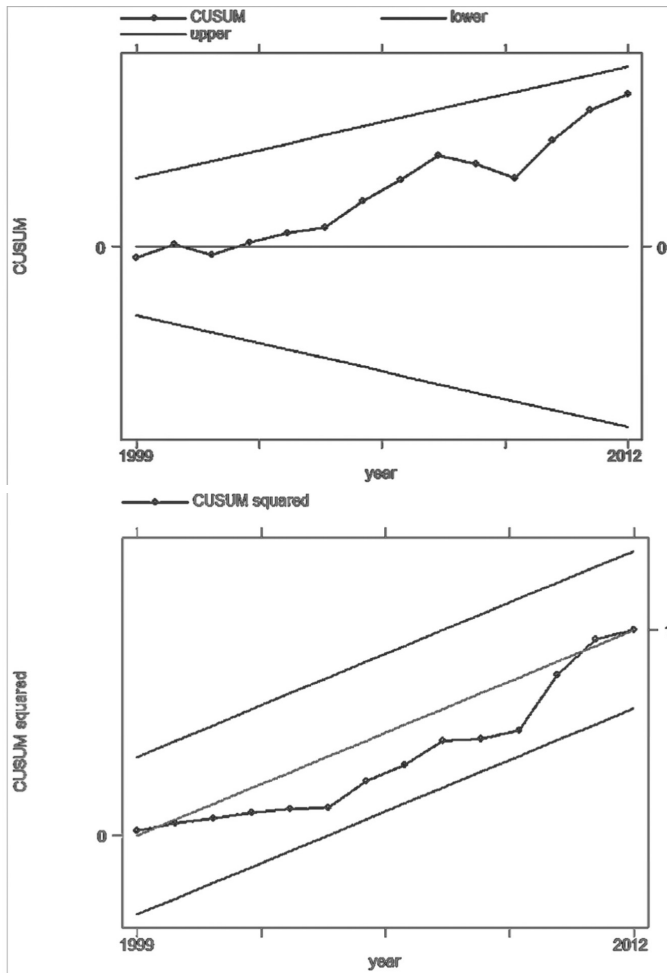 CUSUM lower
upper
CUSUM
0 0
1999 2012
year
CUSUM squared
CUSUM squared
0
1999 2012
year